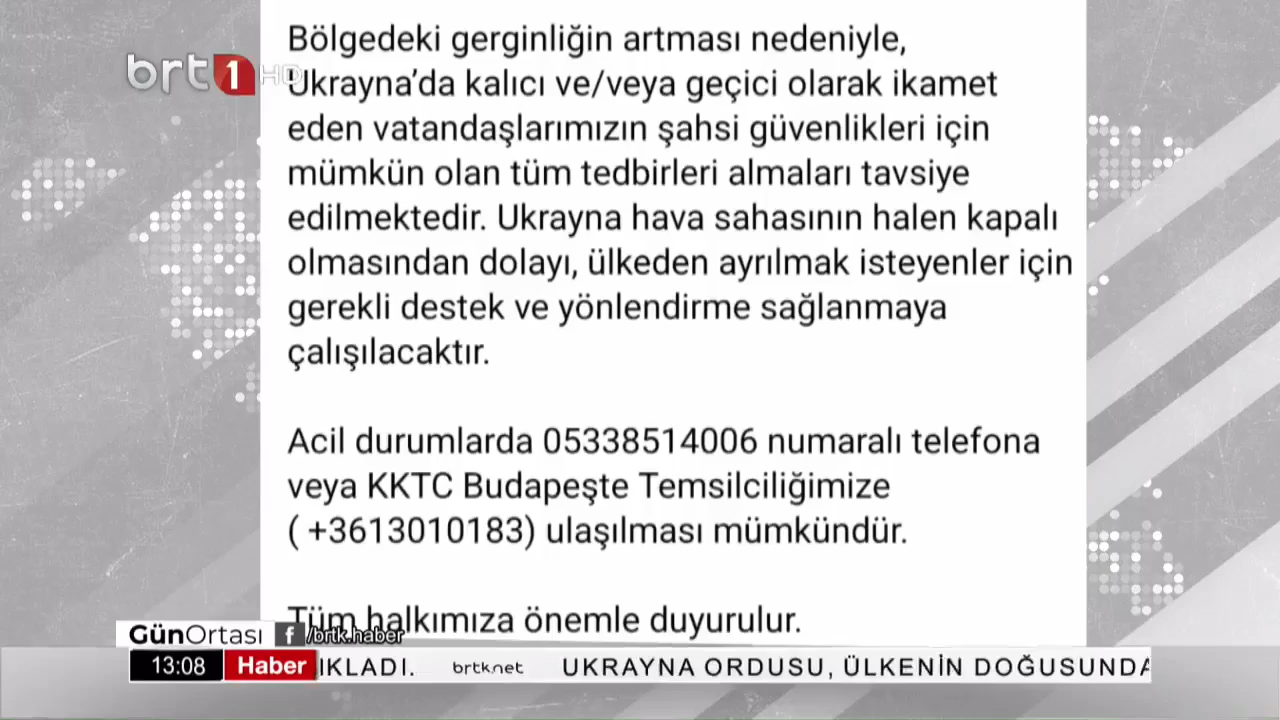 Bölgedeki gerginliğin artması nedeniyle,
brt 1 HD
Ukrayna'da kalıcı ve/veya geçici olarak ikamet
eden vatandaşlarımızın şahsi güvenlikleri için
mümkün olan tüm tedbirleri almaları tavsiye
edilmektedir. Ukrayna hava sahasının halen kapalı
olmasından dolayı, ülkeden ayrılmak isteyenler için
gerekli destek ve yönlendirme sağlanmaya
çalışılacaktır.
Acil durumlarda 05338514006 numaralı telefona
veya KKTC Budapeşte Temsilciliğimize
( +3613010183) ulaşılması mümkündür.
Tüm halkımıza önemle duyurulur.
GünOrtası f /brtk.haber
13:08 Haber IKLADI. brtk.net UKRAYNA ORDUSU, ÜLKENİN DOĞUSUNDA